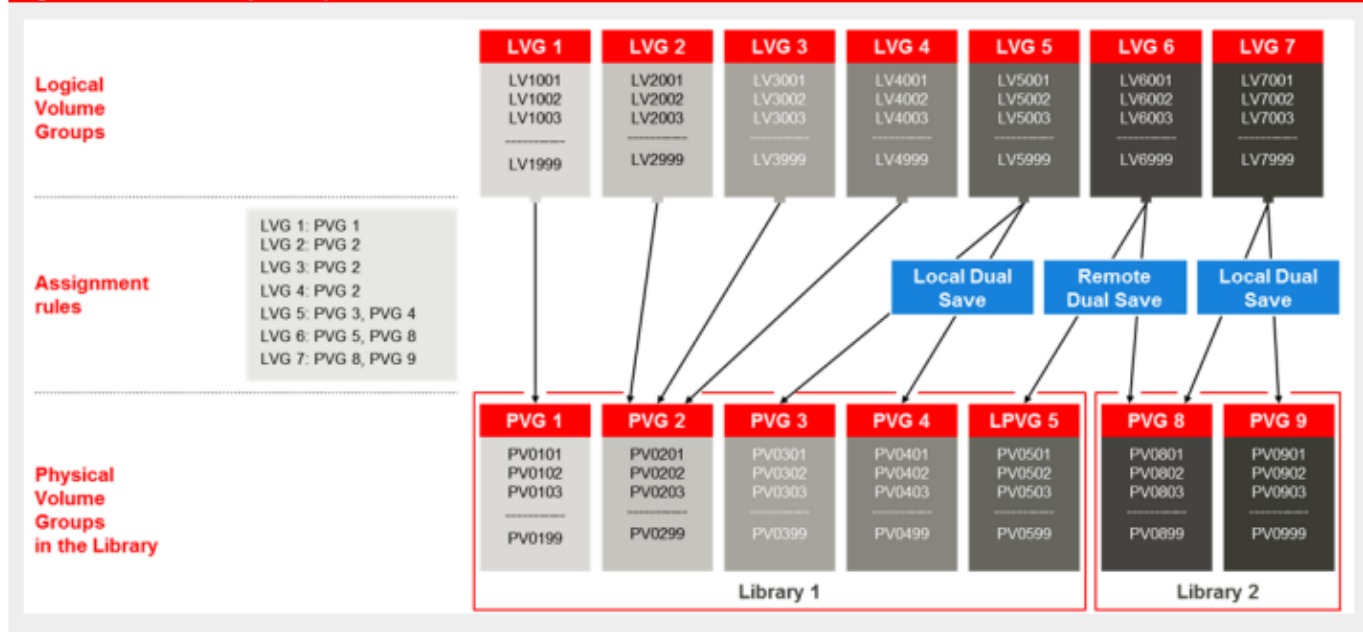 LVG 1
LVG 2
LVG 3
LVG 4
LVG 5
LVG 6
LVG 7
Logical
Volume
Groups
LV1001
LV1002
LV1003
LV1999
LV2001
LV2002
LV2003
LV2999
LV3001
LV3002
LV3003
LV3999
LV4001
LV4002
LV4003
LV4999
LV5001
LV5002
LV5003
LV5999
LV6001
LV6002
LV6003
LV6999
LV7001
LV7002
LV7003
LV7999
Assignment
rules
LVG 1: PVG 1
LVG 2: PVG 2
LVG 3: PVG 2
LVG 4: PVG 2
LVG 5: PVG 3, PVG 4
LVG 6: PVG 5, PVG 8
LVG 7: PVG 8, PVG 9
Local Dual
Save
Remote
Dual Save
Local Dual
Save
Physical
Volume
Groups
in the Library
PVG 1
PV0101
PV0102
PV0103
PV0199
PVG 2
PV0201
PV0202
PV0203
PV0299
PVG 3
PV0301
PV0302
PV0303
PV0399
PVG 4
PV0401
PV0402
PV0403
PV0499
LPVG 5
PV0501
PV0502
PV0503
PV0599
PVG 8
PV0801
PV0802
PV0803
PV0899
PVG 9
PV0901
PV0902
PV0903
PV0999
Library 1
Library 2